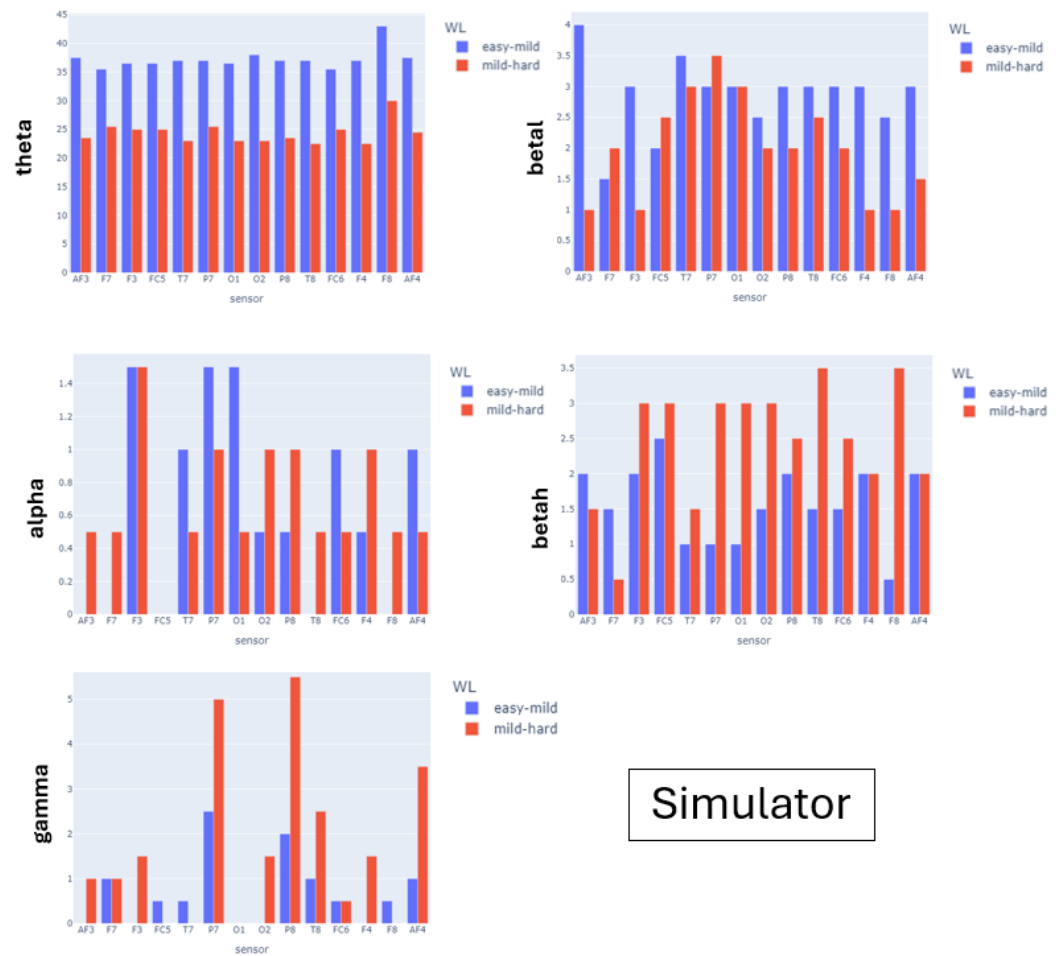 theta
45
40
35
30
25
20
15
10
5
0
AF3 F7 F3 FC5 T7 P7 O1 O2 P8 T8 FC6 F4 F8 AF4
sensor
WL
easy-mild
mild-hard
betal
4
3.5
3
2.5
2
1.5
1
0.5
0
AF3 F7 F3 FC5 T7 P7 O1 O2 P8 T8 FC6 F4 F8 AF4
sensor
WL
easy-mild
mild-hard
alpha
1.4
1.2
1
0.8
0.6
0.4
0.2
0
AF3 F7 F3 FC5 T7 P7 O1 O2 P8 T8 FC6 F4 F8 AF4
sensor
WL
easy-mild
mild-hard
betah
3.5
3
2.5
2
1.5
1
0.5
0
AF3 F7 F3 FC5 T7 P7 O1 O2 P8 T8 FC6 F4 F8 AF4
sensor
WL
easy-mild
mild-hard
gamma
5
4
3
2
1
0
AF3 F7 F3 FC5 T7 P7 O1 O2 P8 T8 FC6 F4 F8 AF4
sensor
WL
easy-mild
mild-hard
Simulator